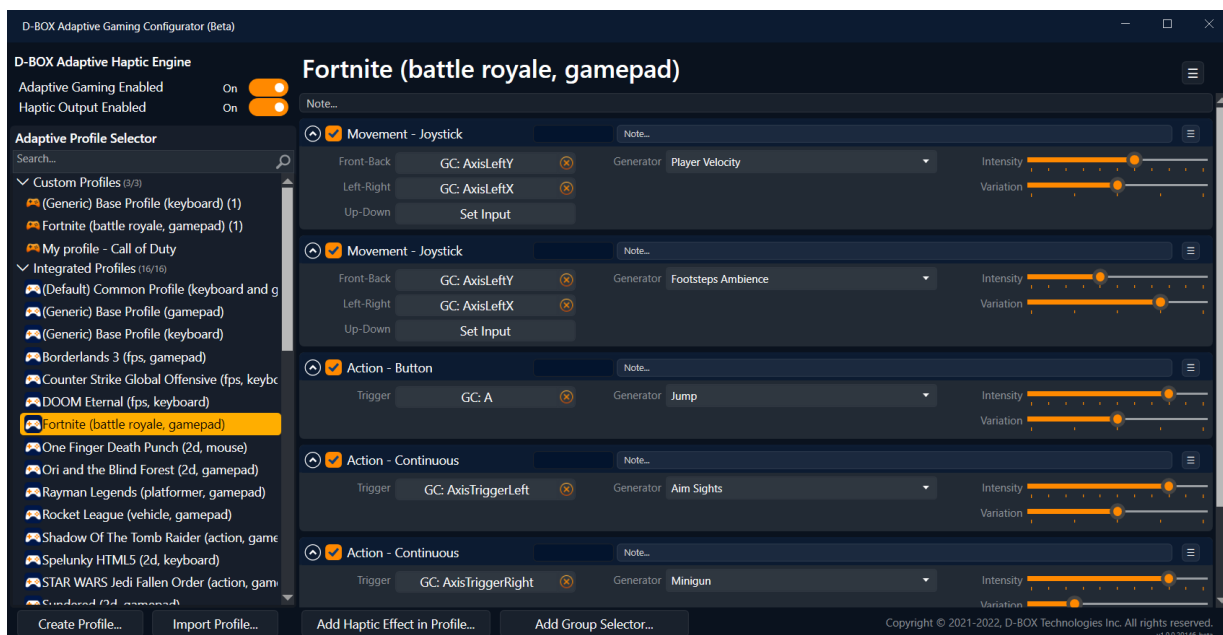 D-BOX Adaptive Gaming Configurator (Beta)
D-BOX Adaptive Haptic Engine
Adaptive Gaming Enabled On
Haptic Output Enabled On
Adaptive Profile Selector
Search...
Custom Profiles (3/3)
(Generic) Base Profile (keyboard) (1)
Fortnite (battle royale, gamepad) (1)
My profile - Call of Duty
Integrated Profiles (16/16)
(Default) Common Profile (keyboard and g
(Generic) Base Profile (gamepad)
(Generic) Base Profile (keyboard)
Borderlands 3 (fps, gamepad)
Counter Strike Global Offensive (fps, keybo
DOOM Eternal (fps, keyboard)
Fortnite (battle royale, gamepad)
One Finger Death Punch (2d, mouse)
Ori and the Blind Forest (2d, gamepad)
Rayman Legends (platformer, gamepad)
Rocket League (vehicle, gamepad)
Shadow Of The Tomb Raider (action, game
Spelunky HTML5 (2d, keyboard)
STAR WARS Jedi Fallen Order (action, gam
Sundered (2d, gamepad)
Create Profile... Import Profile...
Fortnite (battle royale, gamepad)
Note...
Movement - Joystick Note...
Front-Back GC: AxisLeftY Generator Player Velocity Intensity
Left-Right GC: AxisLeftX Variation
Up-Down Set Input
Movement - Joystick Note...
Front-Back GC: AxisLeftY Generator Footsteps Ambience Intensity
Left-Right GC: AxisLeftX Variation
Up-Down Set Input
Action - Button Note...
Trigger GC: A Generator Jump Intensity
Variation
Action - Continuous Note...
Trigger GC: AxisTriggerLeft Generator Aim Sights Intensity
Variation
Action - Continuous Note...
Trigger GC: AxisTriggerRight Generator Minigun Intensity
Variation
Add Haptic Effect in Profile... Add Group Selector...
Copyright © 2021-2022, D-BOX Technologies Inc. All rights reserved.